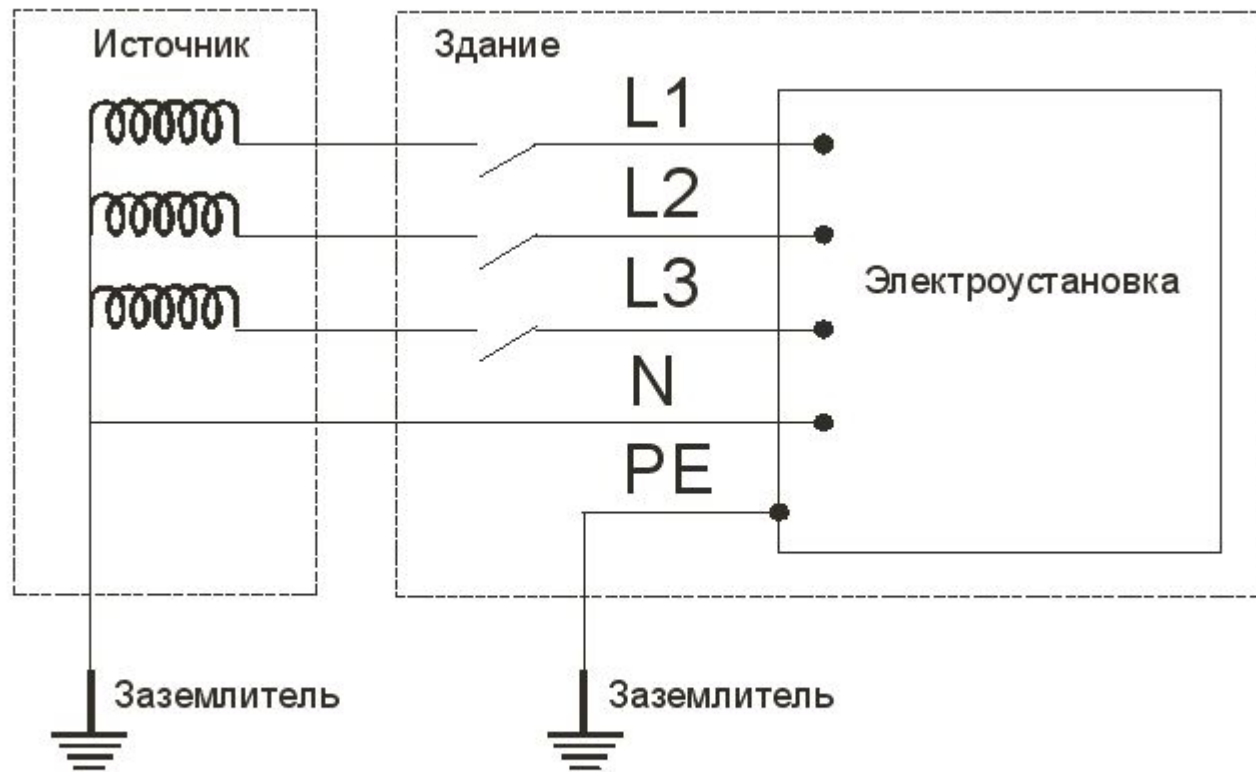 Источник
Здание
L1
L2
L3
Электроустановка
N
PE
Заземлитель
Заземлитель